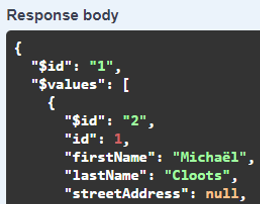 Response body
{
"$id": "1",
"$values": [
{
"$id": "2",
"id": 1,
"firstName": "Michaël",
"lastName": "Cloots",
"streetAddress": null,